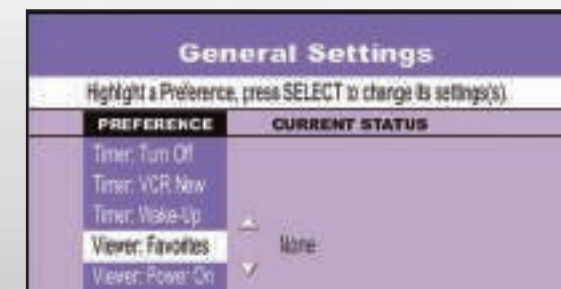 General Settings
Highlight a Preference, press SELECT to change its settings(s).
PREFERENCE CURRENT STATUS
Timer: Turn Off
Timer: VCR New
Timer: Wake-Up
Viewer: Favorites None
Viewer: Power On